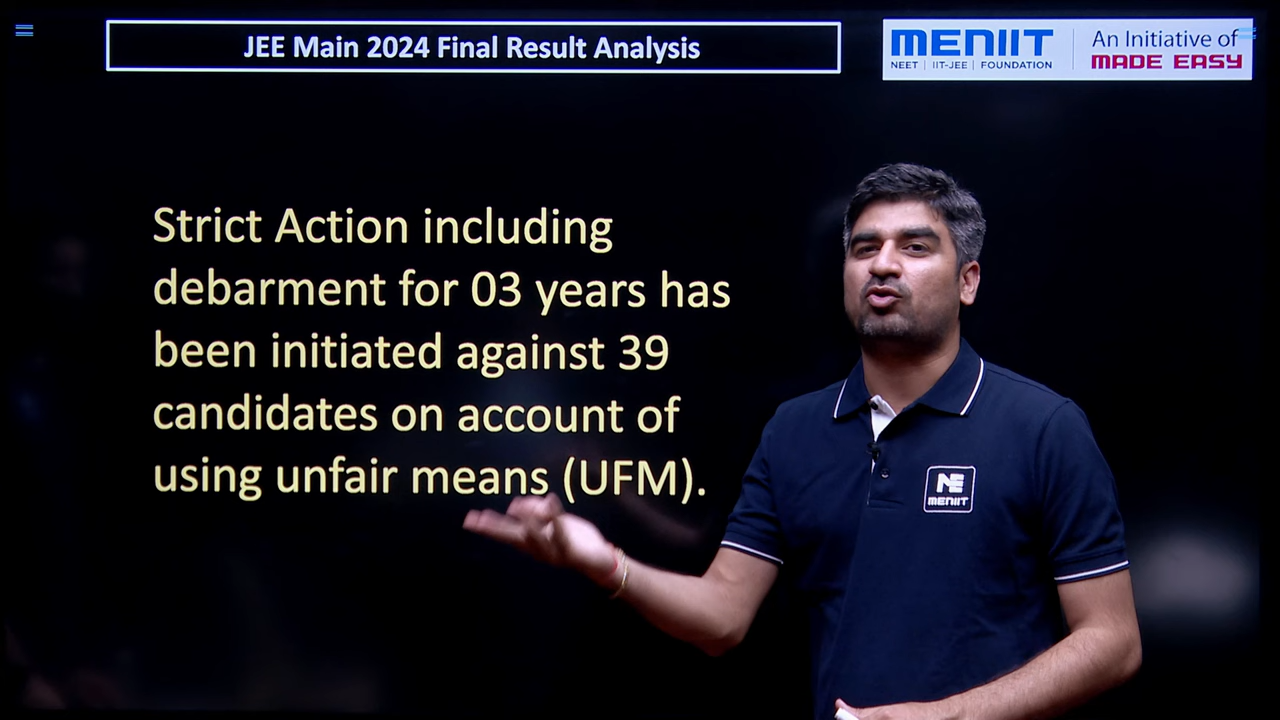 JEE Main 2024 Final Result Analysis
MENIIT
NEET | IIT-JEE | FOUNDATION
An Initiative of
MADE EASY
Strict Action including
debarment for 03 years has
been initiated against 39
candidates on account of
using unfair means (UFM).
NE
MENIIT